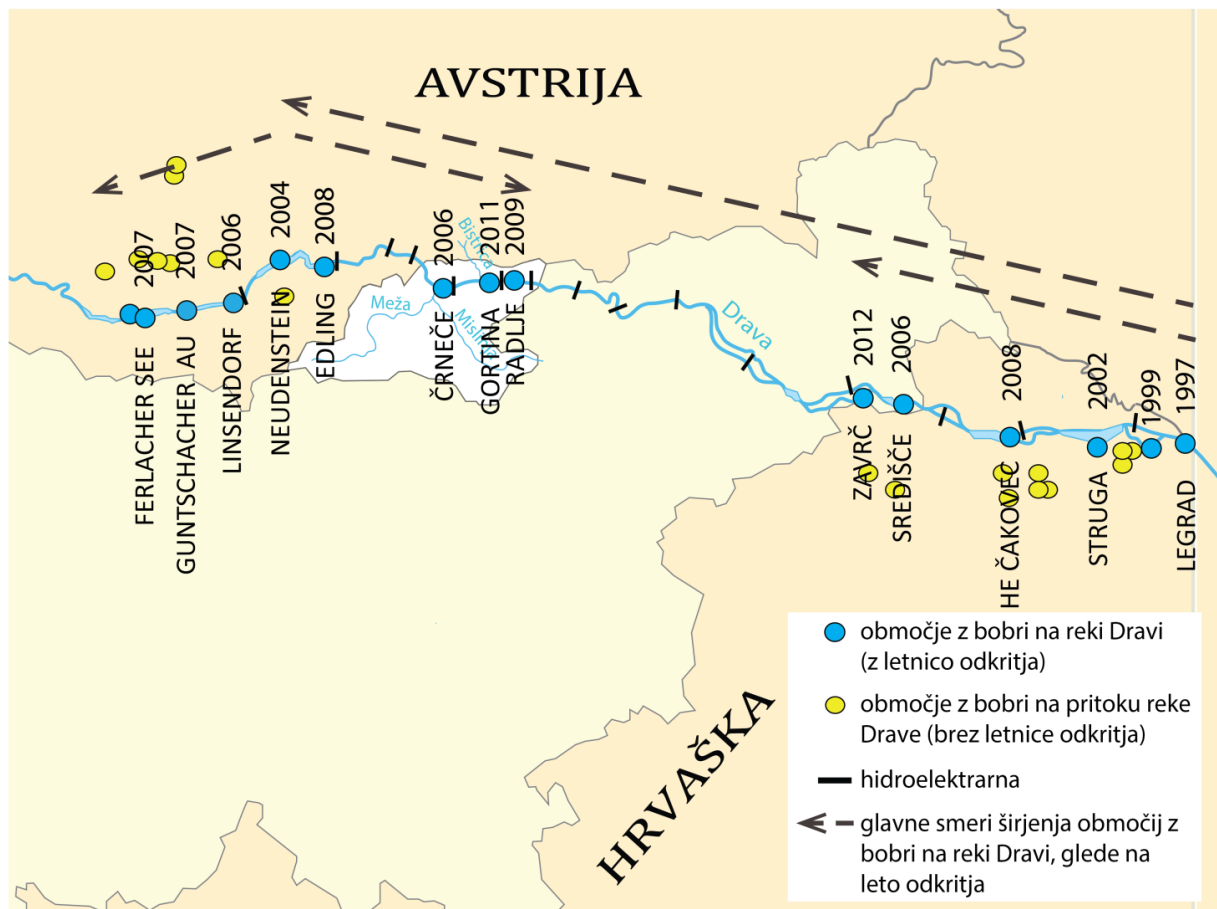 AVSTRIJA
2007
2007
2006
2004
2008
2006
2011
2009
2012
2006
2008
2002
1999
1997
Bistrica
Meža
Drava
FERLACHER SEE
GUNTSCHACHER AU
LINSENDORF
NEUDENSTEIN
EDLING
ČRNEČE
GORTINA
RADLJE
ZAVRČ
SREDIŠČE
HE ČAKOVEC
STRUGA
LEGRAD
HRVAŠKA
območje z bobri na reki Dravi
(z letnico odkritja)
območje z bobri na pritoku reke
Drave (brez letnice odkritja)
hidroelektrarna
glavne smeri širjenja območij z
bobri na reki Dravi, glede na
leto odkritja